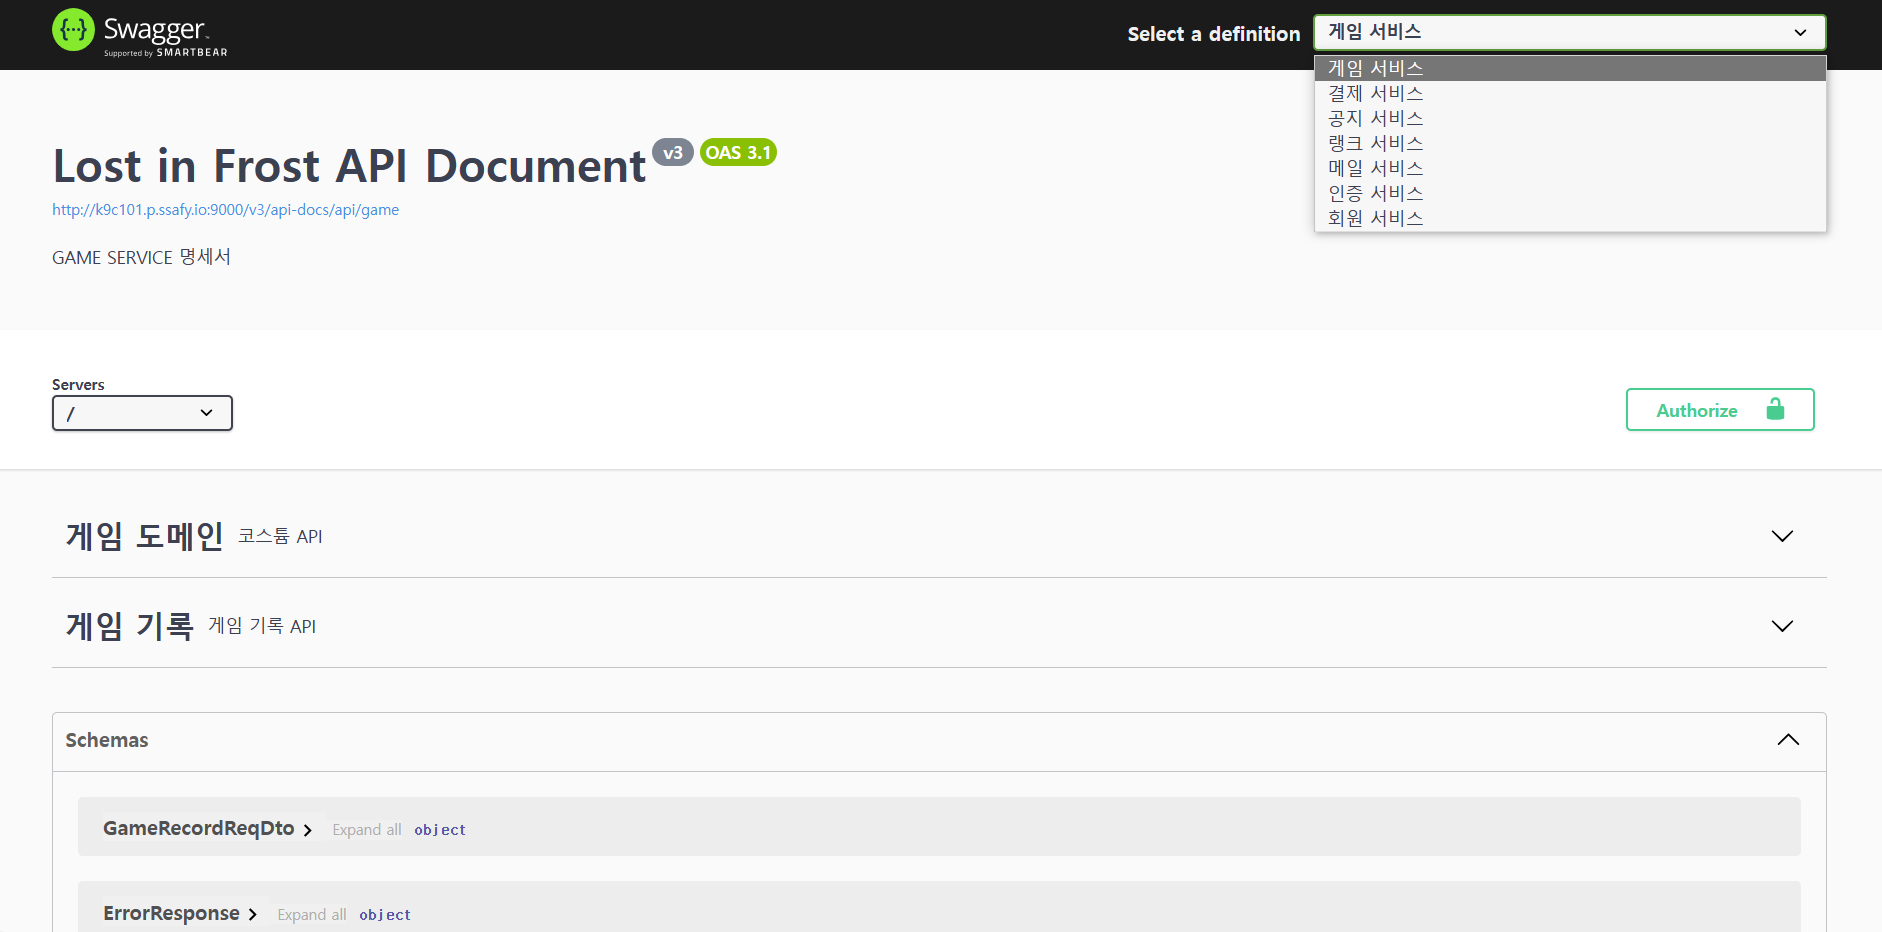 Swagger
Supported by SMARTBEAR
Select a definition
게임 서비스
게임 서비스
결제 서비스
공지 서비스
랭크 서비스
메일 서비스
인증 서비스
회원 서비스
Lost in Frost API Document v3 OAS 3.1
http://k9c101.p.ssafy.io:9000/v3/api-docs/api/game
GAME SERVICE 명세서
Servers
/
Authorize
게임 도메인 코스튬 API
게임 기록 게임 기록 API
Schemas
GameRecordReqDto Expand all object
ErrorResponse Expand all object